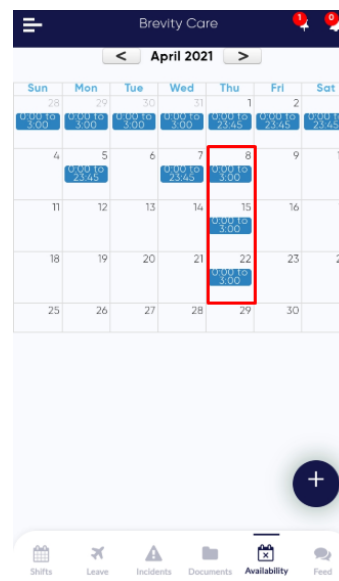 Brevity Care
1
0
< April 2021 >
Sun Mon Tue Wed Thu Fri Sat
28 29 30 31 1 2
0:00 to 3:00 0:00 to 3:00 0:00 to 3:00 0:00 to 3:00 0:00 to 23:45 0:00 to 3:00 0:00 to 23:45
4 5 6 7 8 9
0:00 to 23:45 0:00 to 23:45 0:00 to 3:00
11 12 13 14 15 16
0:00 to 3:00
18 19 20 21 22 23
0:00 to 3:00
25 26 27 28 29 30
+
Shifts Leave Incidents Documents Availability Feed